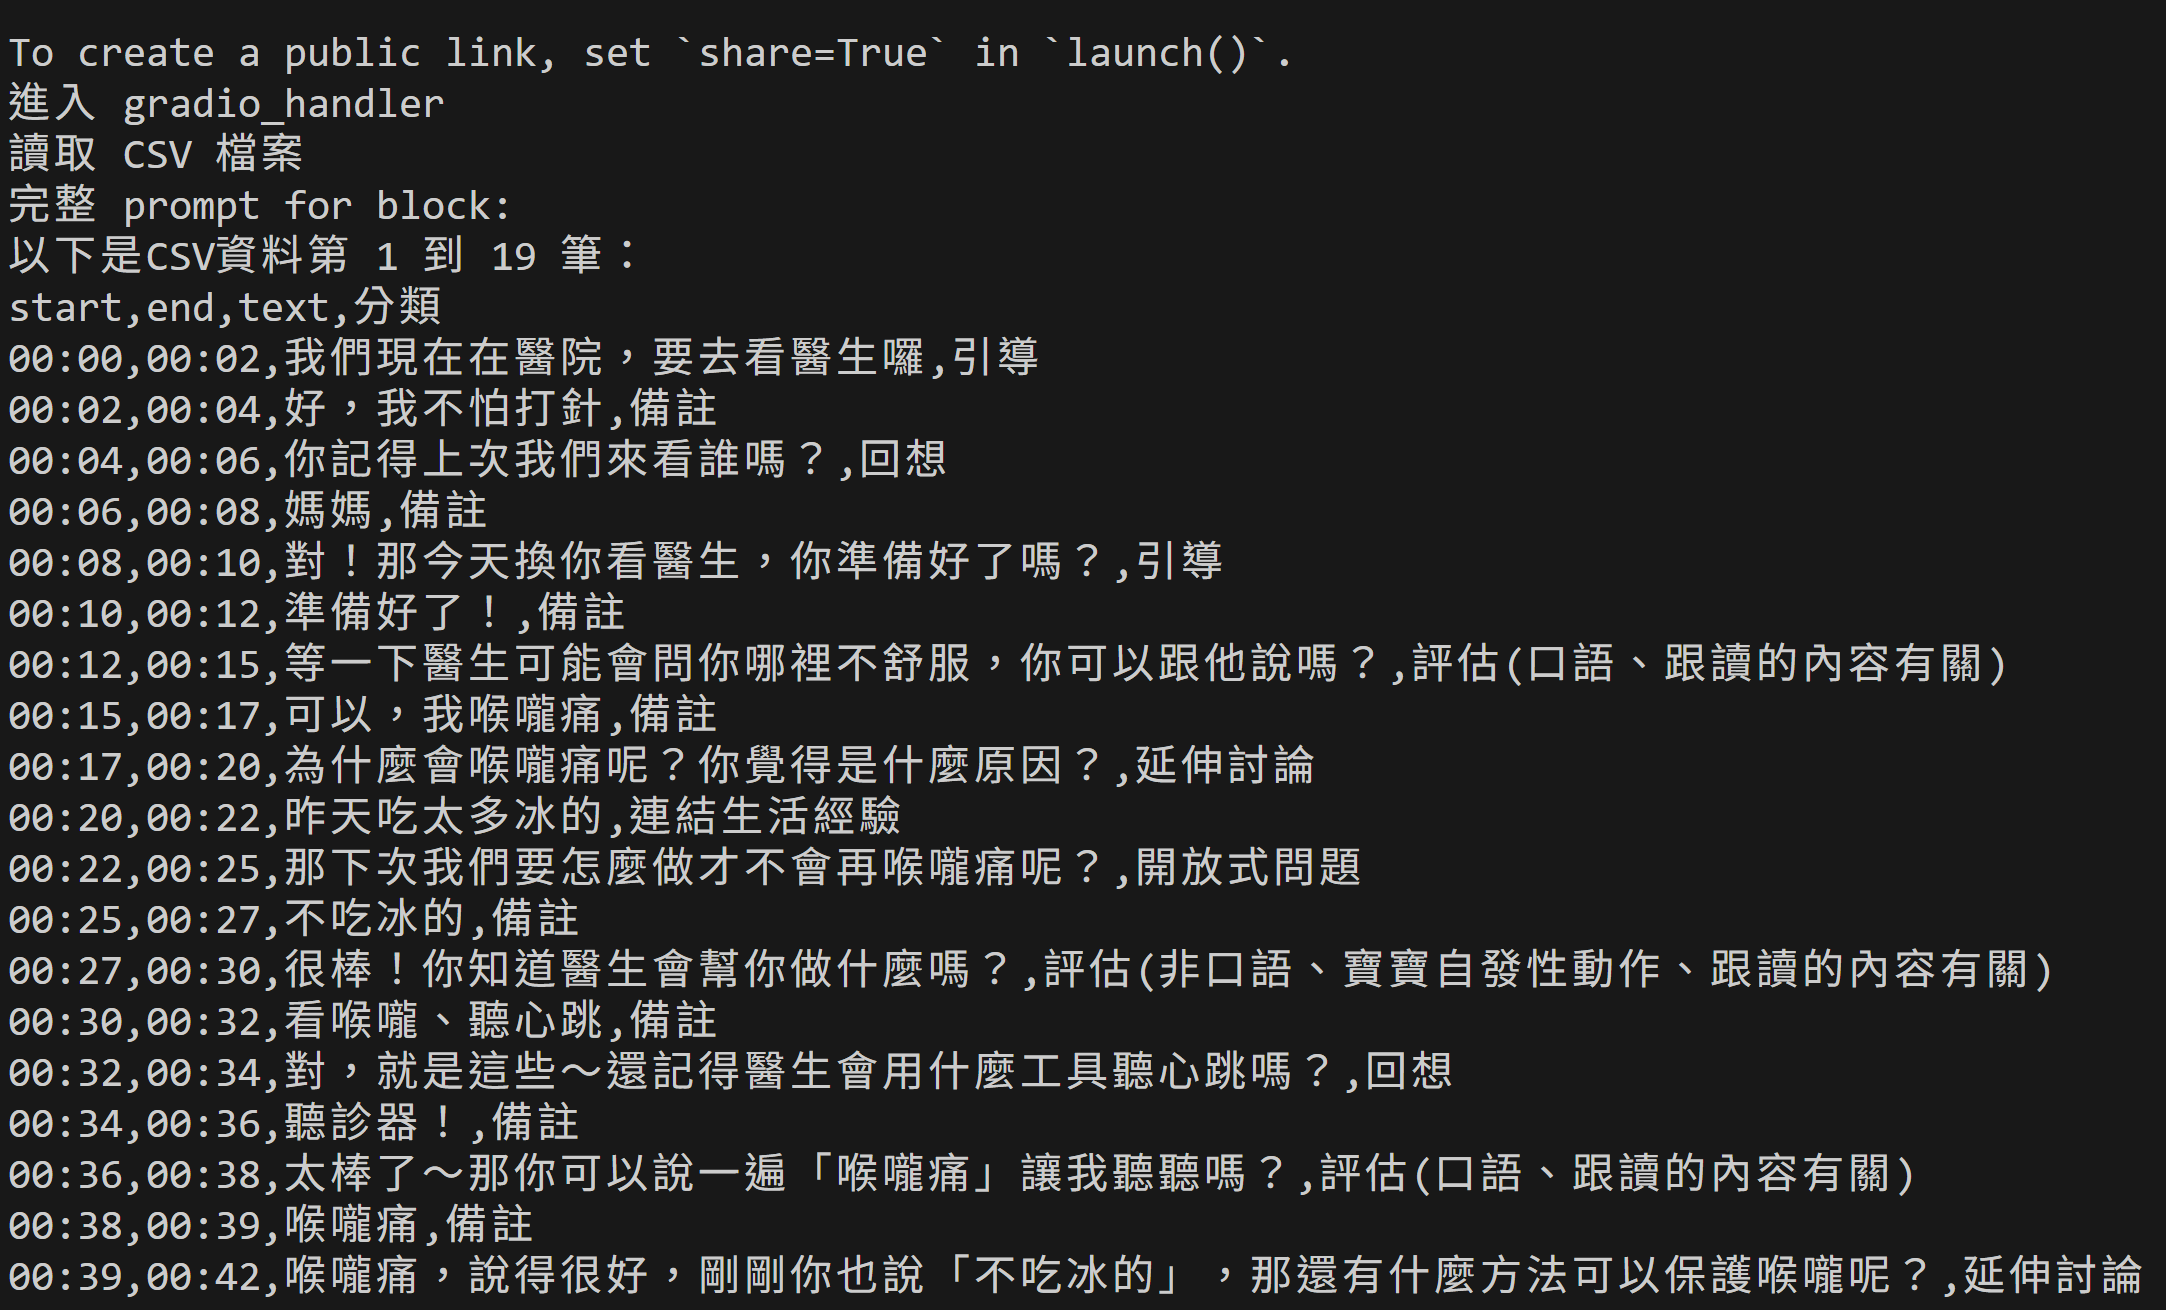 To create a public link, set `share=True` in `launch()`.
進入 gradio_handler
讀取 CSV 檔案
完整 prompt for block:
以下是CSV資料第 1 到 19 筆：
start,end,text,分類
00:00,00:02,我們現在在醫院，要去看醫生囉,引導
00:02,00:04,好，我不怕打針,備註
00:04,00:06,你記得上次我們來看誰嗎？,回想
00:06,00:08,媽媽,備註
00:08,00:10,對！那今天換你看醫生，你準備好了嗎？,引導
00:10,00:12,準備好了！,備註
00:12,00:15,等一下醫生可能會問你哪裡不舒服，你可以跟他說嗎？,評估(口語、跟讀的內容有關)
00:15,00:17,可以，我喉嚨痛,備註
00:17,00:20,為什麼會喉嚨痛呢？你覺得是什麼原因？,延伸討論
00:20,00:22,昨天吃太多冰的,連結生活經驗
00:22,00:25,那下次我們要怎麼做才不會再喉嚨痛呢？,開放式問題
00:25,00:27,不吃冰的,備註
00:27,00:30,很棒！你知道醫生會幫你做什麼嗎？,評估(非口語、寶寶自發性動作、跟讀的內容有關)
00:30,00:32,看喉嚨、聽心跳,備註
00:32,00:34,對，就是這些～還記得醫生會用什麼工具聽心跳嗎？,回想
00:34,00:36,聽診器！,備註
00:36,00:38,太棒了～那你可以說一遍「喉嚨痛」讓我聽聽嗎？,評估(口語、跟讀的內容有關)
00:38,00:39,喉嚨痛,備註
00:39,00:42,喉嚨痛，說得很好，剛剛你也說「不吃冰的」，那還有什麼方法可以保護喉嚨呢？,延伸討論